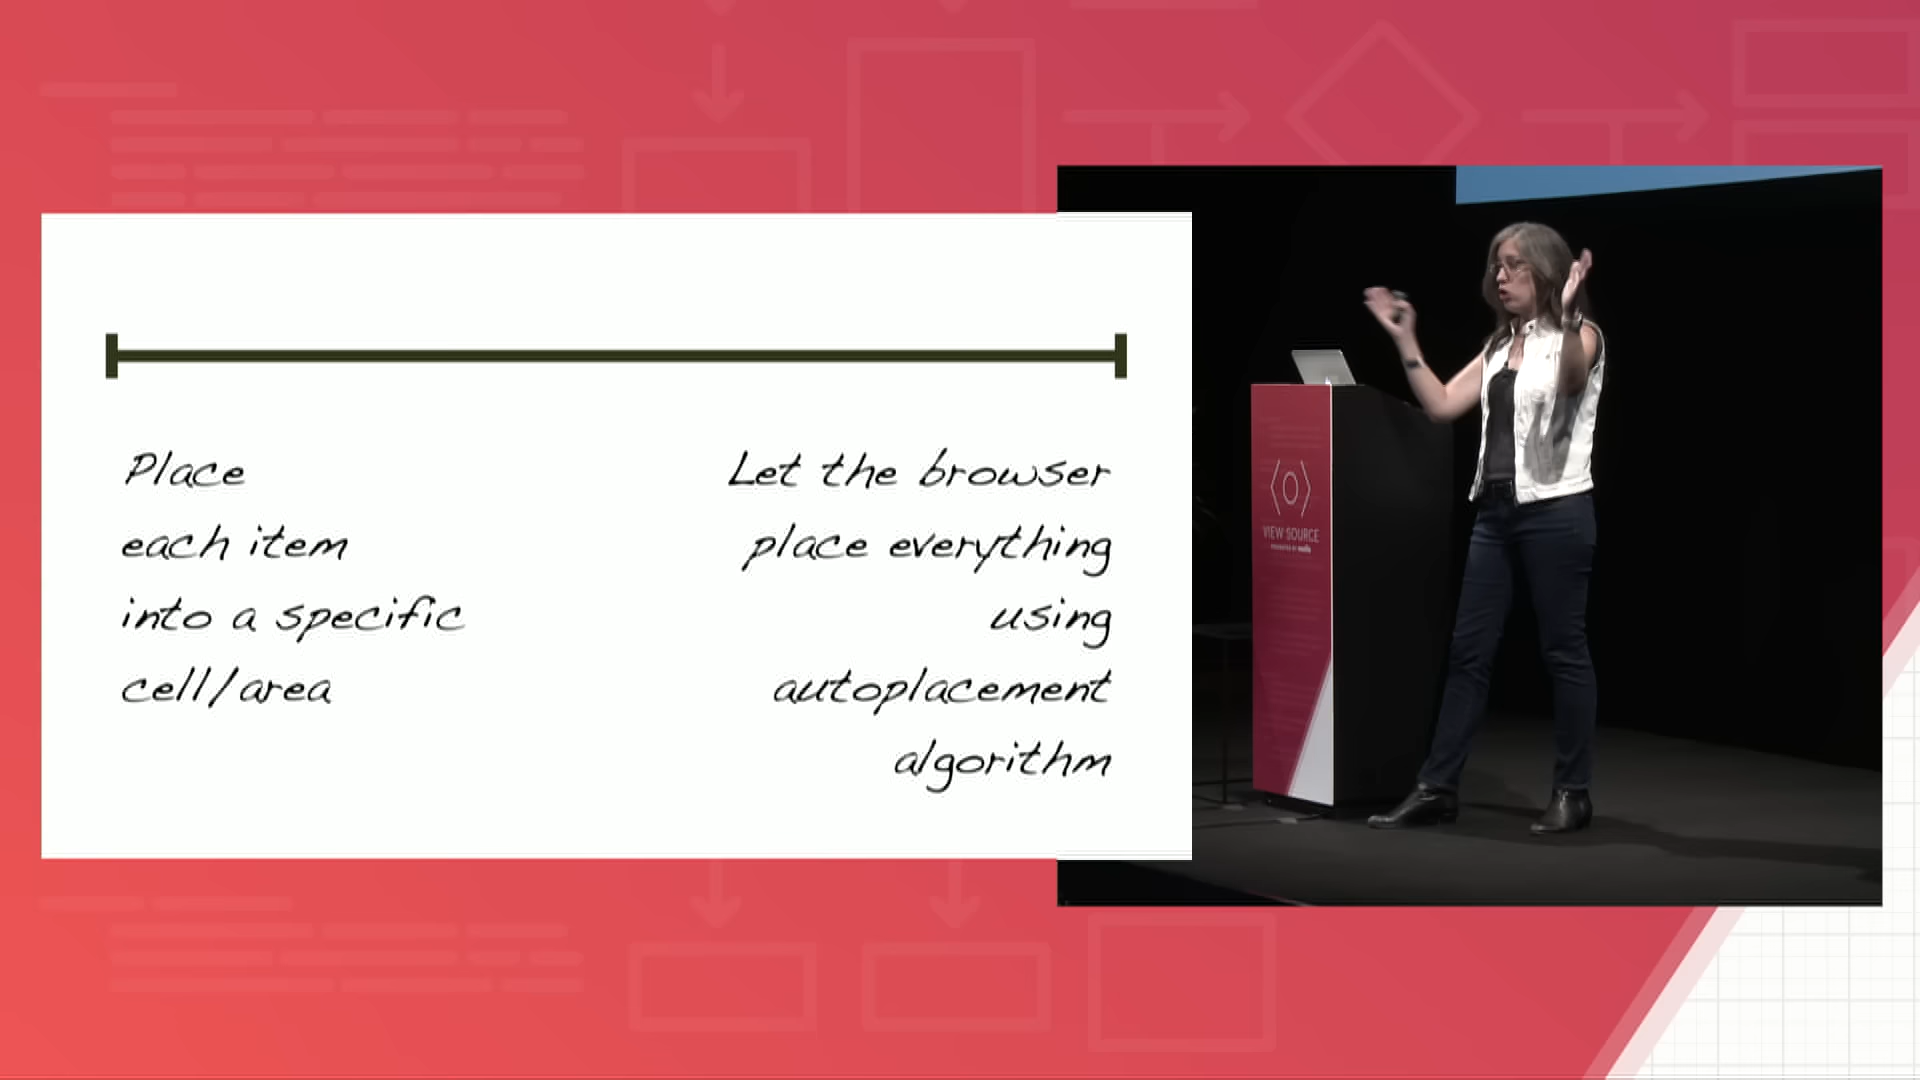 Place
each item
into a specific
cell/area
Let the browser
place everything
using
autoplacement
algorithm
VIEW SOURCE